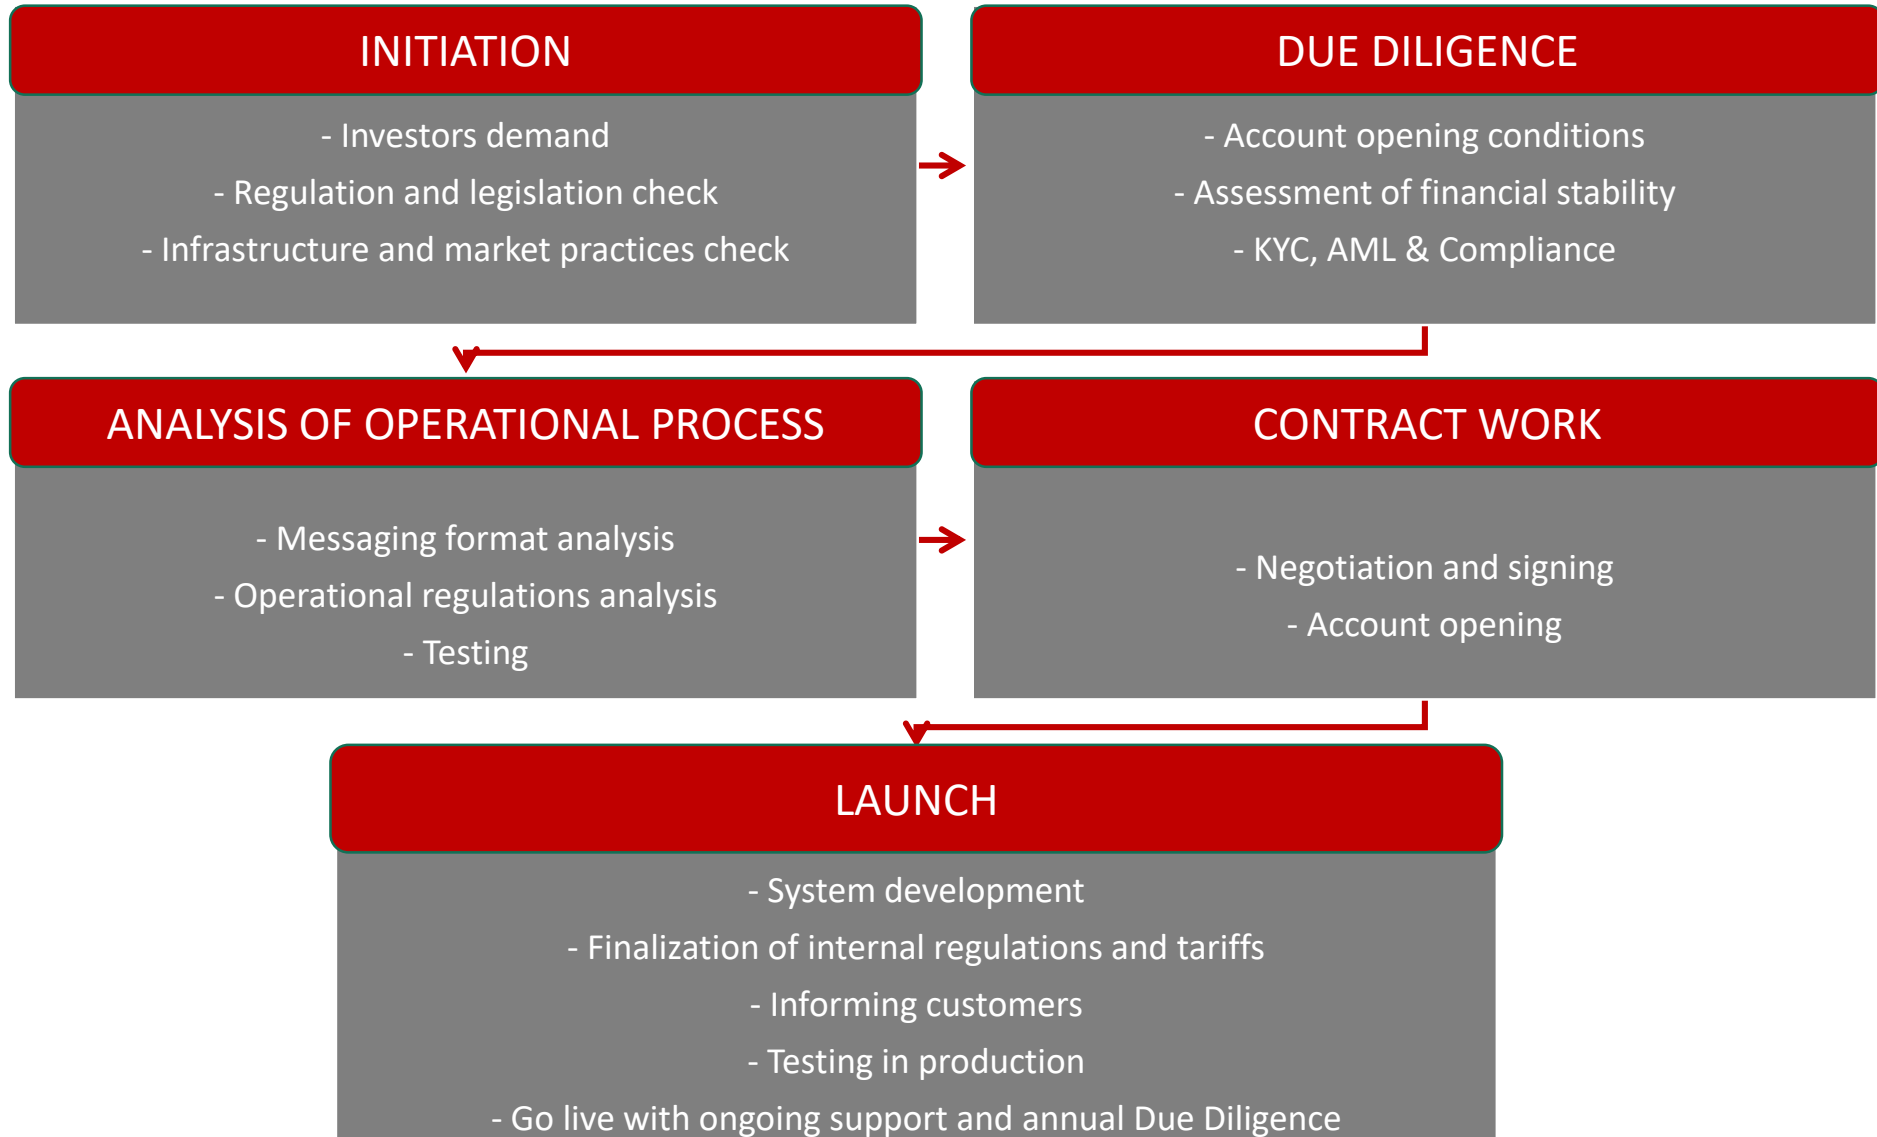 INITIATION
- Investors demand
- Regulation and legislation check
- Infrastructure and market practices check
DUE DILIGENCE
- Account opening conditions
- Assessment of financial stability
- KYC, AML & Compliance
ANALYSIS OF OPERATIONAL PROCESS
- Messaging format analysis
- Operational regulations analysis
- Testing
CONTRACT WORK
- Negotiation and signing
- Account opening
LAUNCH
- System development
- Finalization of internal regulations and tariffs
- Informing customers
- Testing in production
- Go live with ongoing support and annual Due Diligence